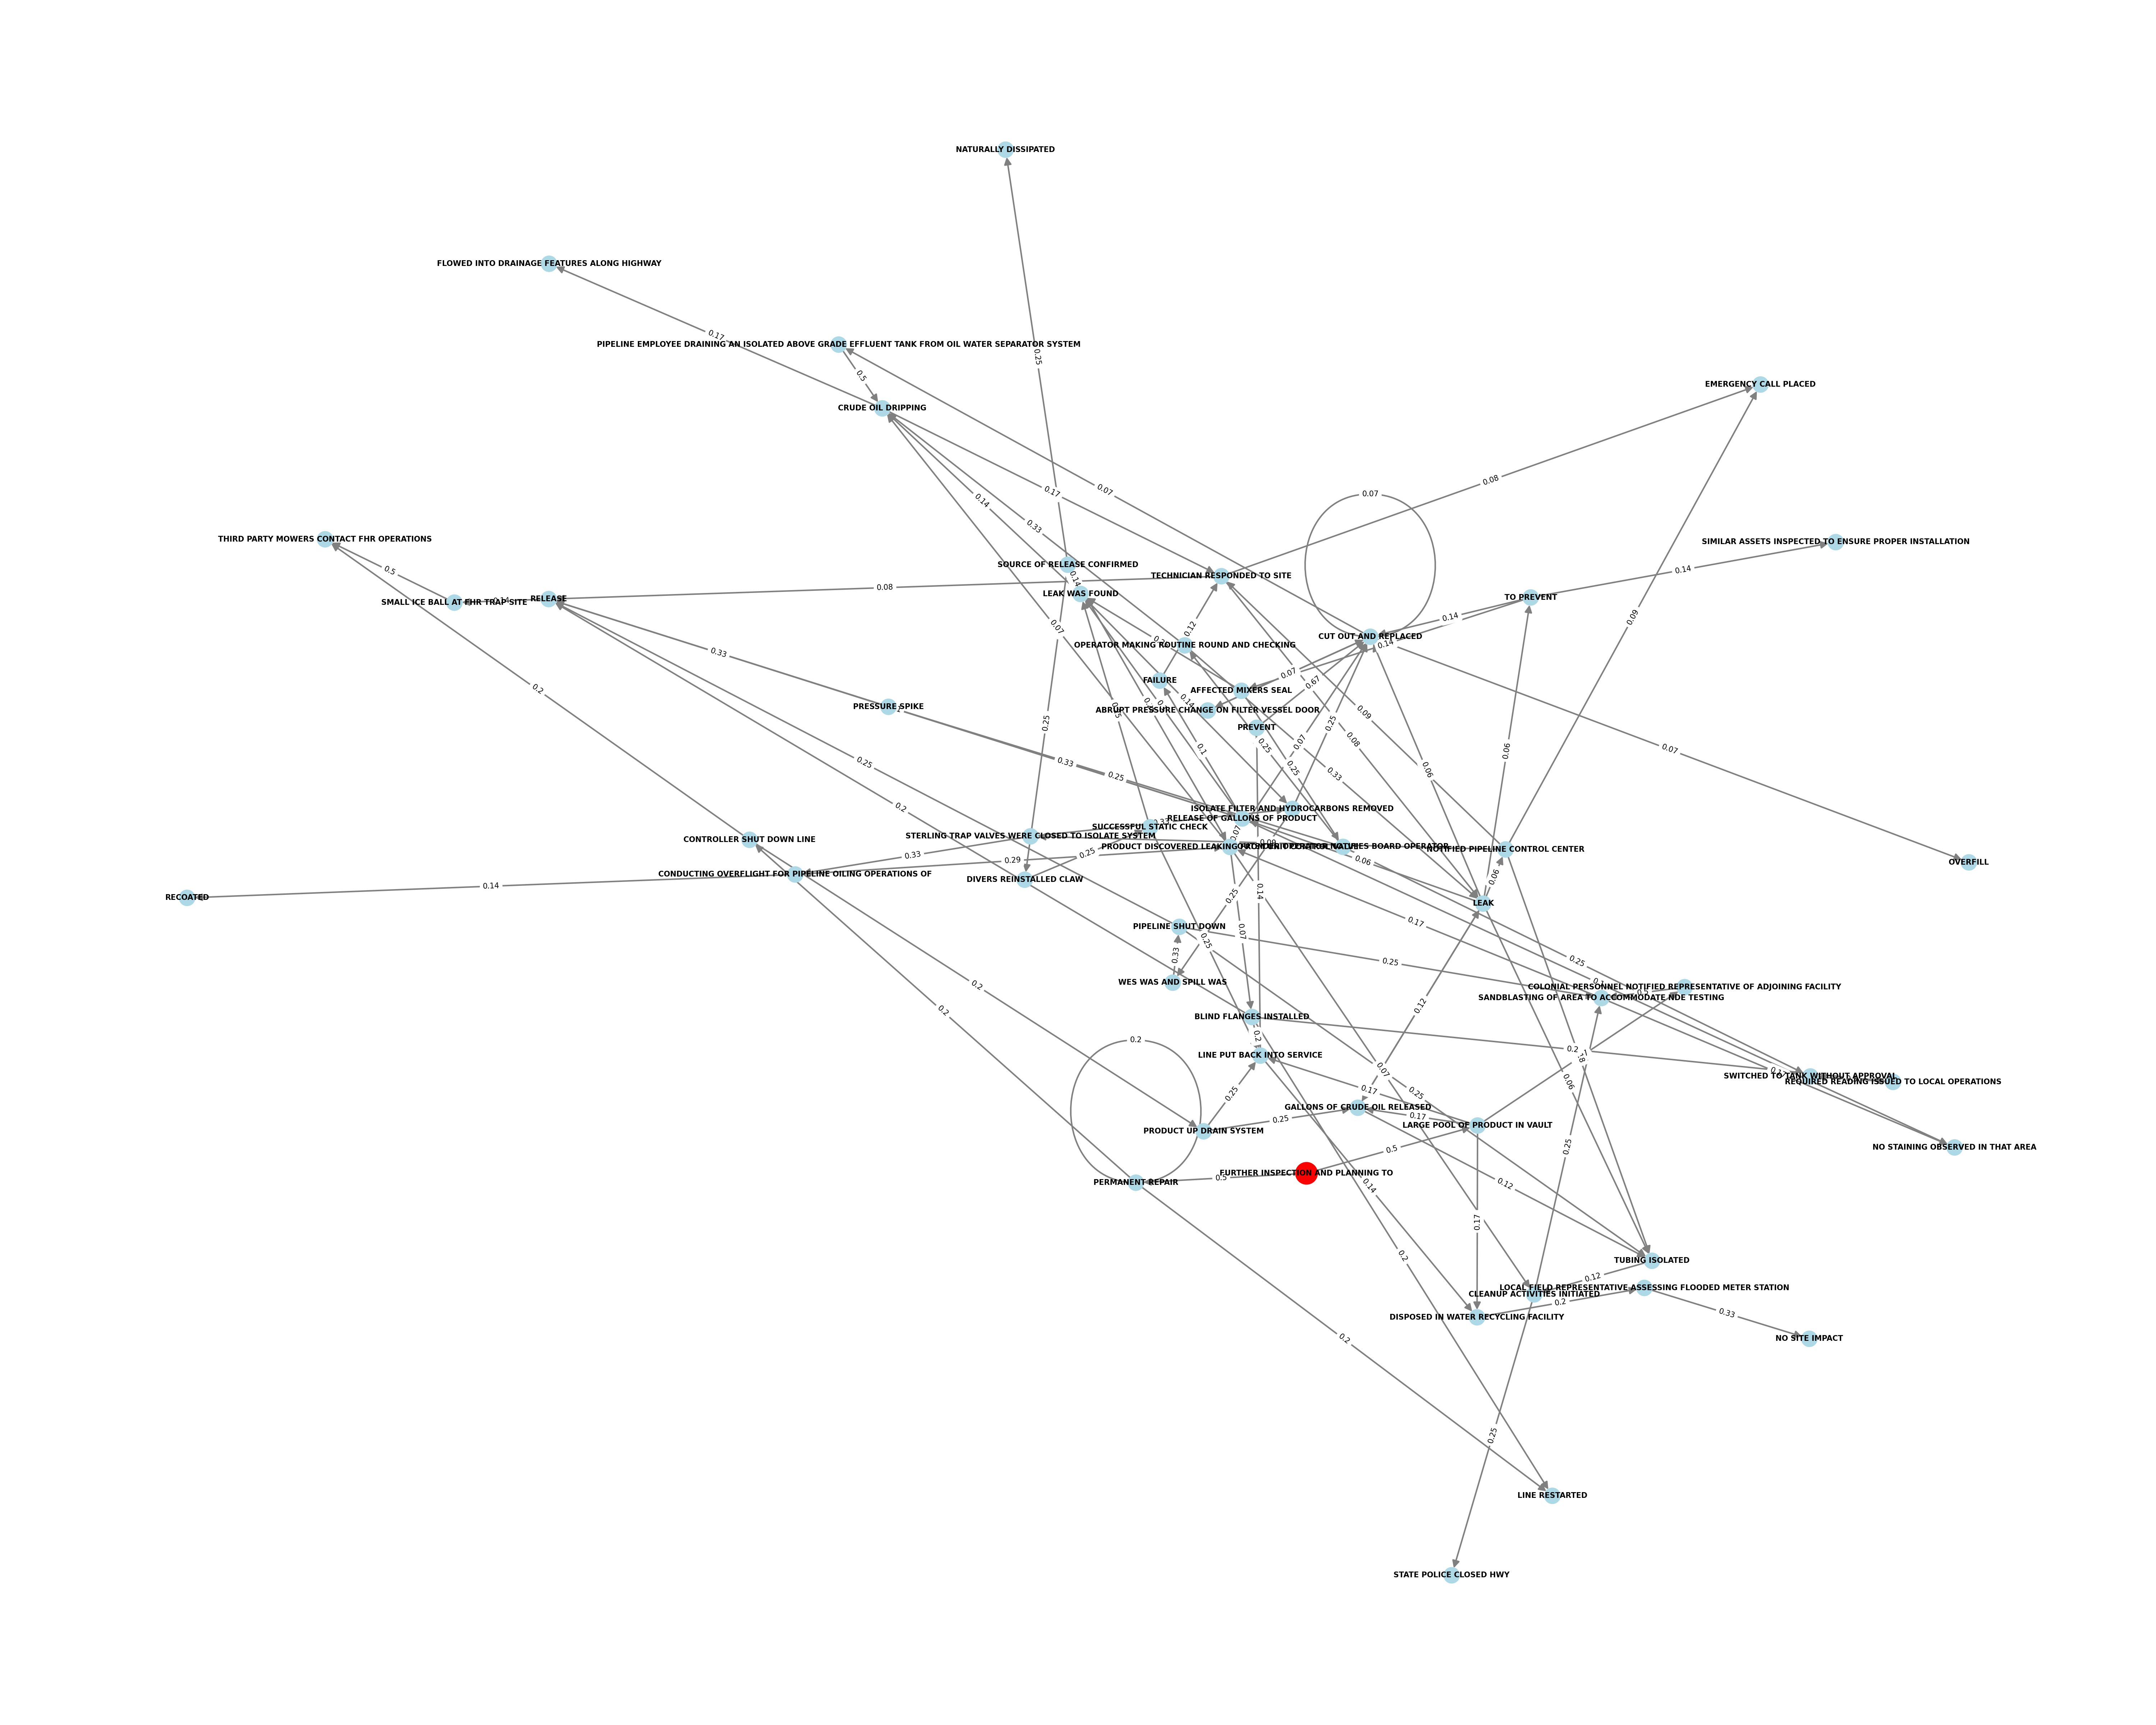 NATURALLY DISSIPATED
FLOWED INTO DRAINAGE FEATURES ALONG HIGHWAY
0.17
PIPELINE EMPLOYEE DRAINING AN ISOLATED ABOVE GRADE EFFLUENT TANK FROM OIL WATER SEPARATOR SYSTEM
0.25
0.5
EMERGENCY CALL PLACED
CRUDE OIL DRIPPING
0.08
0.17
0.07
0.07
0.14
0.33
THIRD PARTY MOWERS CONTACT FHR OPERATIONS
SIMILAR ASSETS INSPECTED TO ENSURE PROPER INSTALLATION
SOURCE OF RELEASE CONFIRMED
0.5
0.14
TECHNICIAN RESPONDED TO SITE
0.14
0.08
LEAK WAS FOUND
TO PREVENT
RELEASE
SMALL ICE BALL AT FHR TRAP SITE
0.14
0.09
0.07
0.12
CUT OUT AND REPLACED
0.14
OPERATOR MAKING ROUTINE ROUND AND CHECKING
0.14
0.33
0.07
FAILURE
0.67
0.2
AFFECTED MIXERS SEAL
0.14
PRESSURE SPIKE
ABRUPT PRESSURE CHANGE ON FILTER VESSEL DOOR
0.09
0.25
0.25
PREVENT
0.08
0.07
0.25
0.1
0.07
0.06
0.25
0.33
0.25
0.25
0.06
0.33
0.25
0.2
ISOLATE FILTER AND HYDROCARBONS REMOVED
RELEASE OF GALLONS OF PRODUCT
SUCCESSFUL STATIC CHECK
STERLING TRAP VALVES WERE CLOSED TO ISOLATE SYSTEM
CONTROLLER SHUT DOWN LINE
0.07
NOTIFIED PIPELINE CONTROL CENTER
0.25
0.33
0.29
0.06
OVERFILL
CONDUCTING OVERFLIGHT FOR PIPELINE OILING OPERATIONS OF
DIVERS REINSTALLED CLAW
0.06
0.14
0.14
RECOATED
0.25
LEAK
0.17
PIPELINE SHUT DOWN
0.07
0.25
0.33
0.25
0.25
WES WAS AND SPILL WAS
0.2
COLONIAL PERSONNEL NOTIFIED REPRESENTATIVE OF ADJOINING FACILITY
SANDBLASTING OF AREA TO ACCOMMODATE NDE TESTING
0.12
0.2
BLIND FLANGES INSTALLED
0.2
0.2
LINE PUT BACK INTO SERVICE
0.07
SWITCHED TO TANK WITHOUT APPROVAL
REQUIRED READING ISSUED TO LOCAL OPERATIONS
0.06
0.17
0.25
0.25
GALLONS OF CRUDE OIL RELEASED
0.17
0.25
LARGE POOL OF PRODUCT IN VAULT
PRODUCT UP DRAIN SYSTEM
NO STAINING OBSERVED IN THAT AREA
0.25
0.5
FURTHER INSPECTION AND PLANNING TO
0.5
PERMANENT REPAIR
0.12
0.14
0.17
0.2
TUBING ISOLATED
0.12
LOCAL FIELD REPRESENTATIVE ASSESSING FLOODED METER STATION
CLEANUP ACTIVITIES INITIATED
0.2
DISPOSED IN WATER RECYCLING FACILITY
0.33
0.2
NO SITE IMPACT
0.25
LINE RESTARTED
STATE POLICE CLOSED HWY